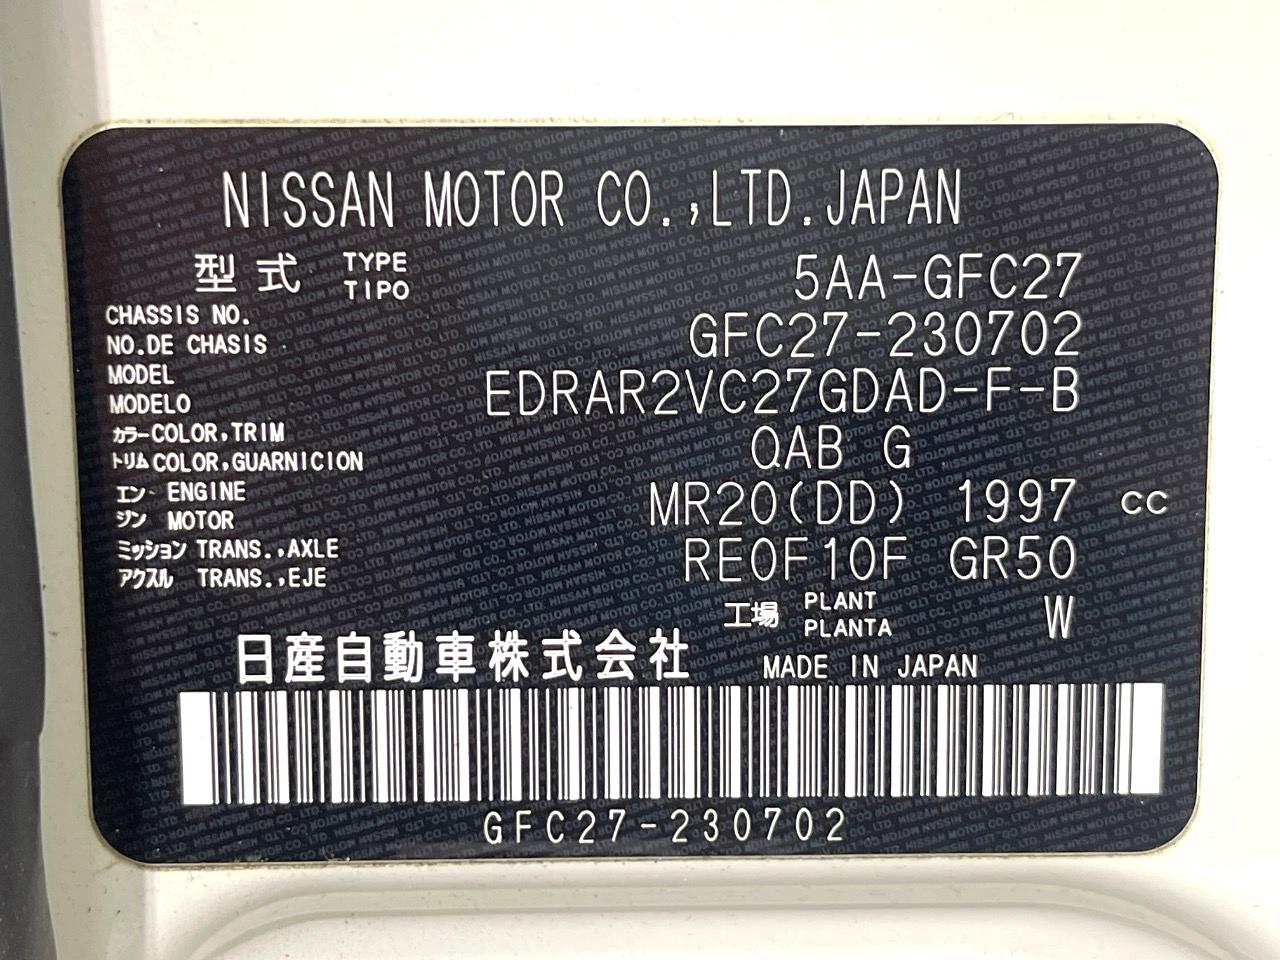 NISSAN MOTOR CO.,LTD.JAPAN
型式 TYPE TIPO 5AA-GFC27
CHASSIS NO.
NO.DE CHASIS GFC27-230702
MODEL
MODELO EDRAR2VC27GDAD-F-B
カラー COLOR,TRIM
トリム COLOR,GUARNICION QAB G
エンジン ENGINE MOTOR MR20(DD) 1997 CC
ミッション TRANS.,AXLE
アクスル TRANS.,EJE RE0F10F GR50
工場 PLANT PLANTA W
日産自動車株式会社 MADE IN JAPAN
GFC27-230702